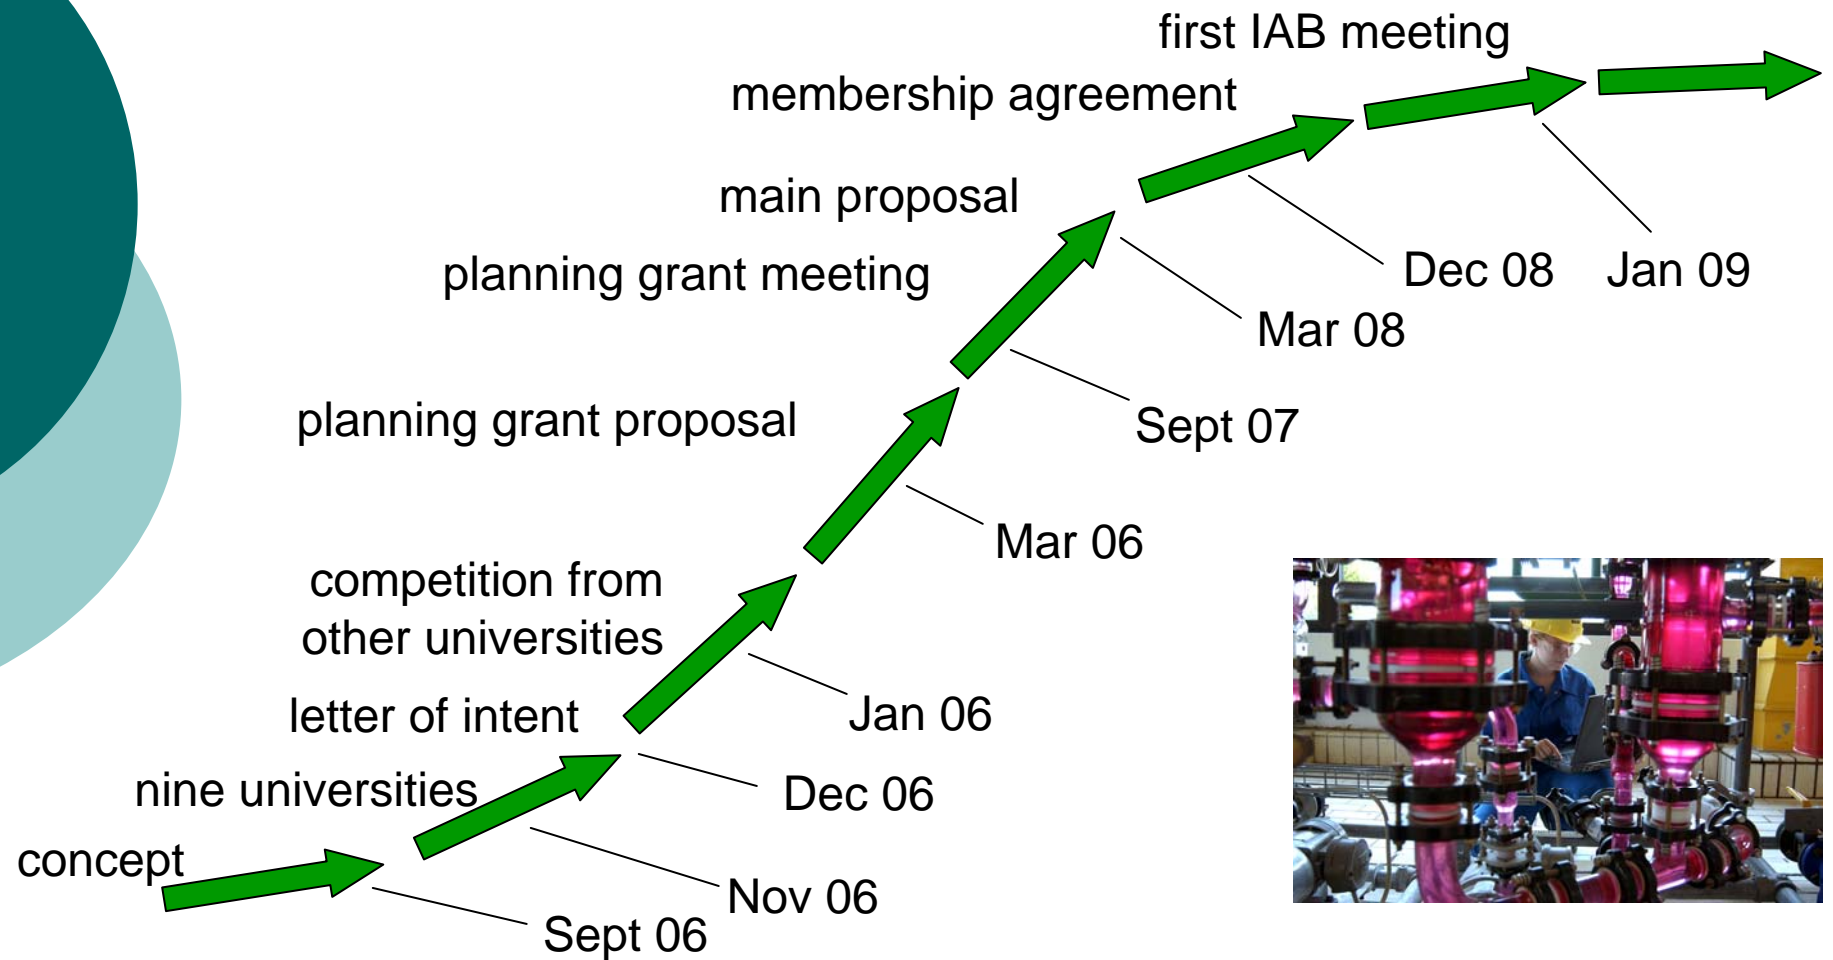 first IAB meeting
membership agreement
main proposal
planning grant meeting
Dec 08
Jan 09
Mar 08
planning grant proposal
Sept 07
Mar 06
competition from
other universities
letter of intent
Jan 06
nine universities
Dec 06
concept
Nov 06
Sept 06